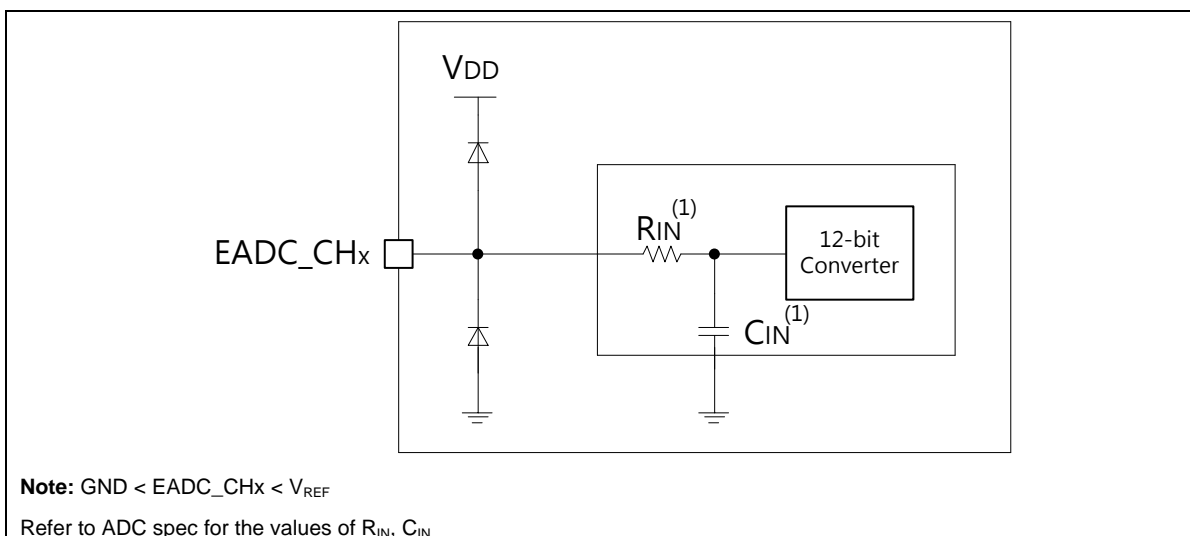 VDD
RIN(1)
EADC_CHx
12-bit
Converter
CIN(1)
Note: GND < EADC_CHx < VREF
Refer to ADC spec for the values of RIN, CIN